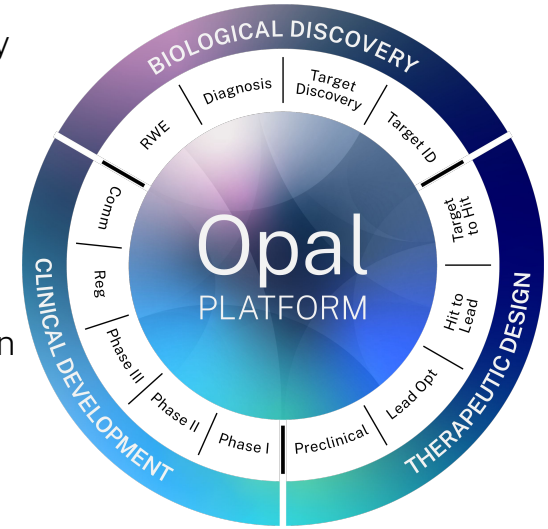 y
n
BIOLOGICAL DISCOVERY
RWE
Diagnosis
Target
Discovery
Target ID
THERAPEUTIC DESIGN
Target
to Hit
Hit to
Lead
Lead Opt
Preclinical
CLINICAL DEVELOPMENT
Phase I
Phase II
Phase III
Reg
Comm
Opal
PLATFORM